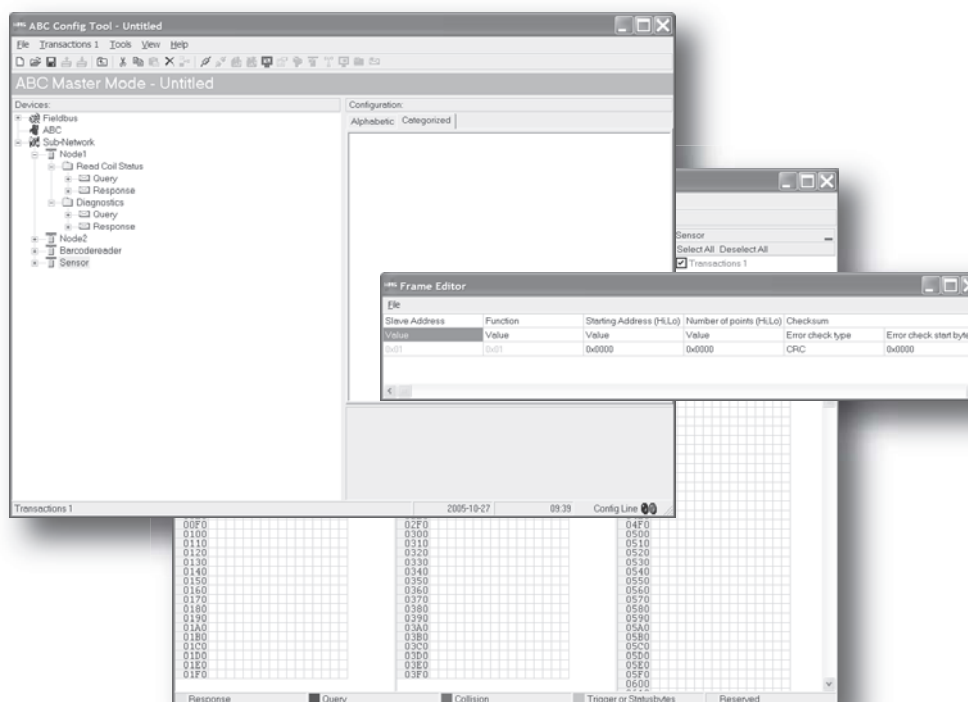 ABC Config Tool - Untitled
File Transactions 1 Tools View Help
ABC Master Mode - Untitled
Devices:
Fieldbus
ABC
Sub-Network
Node1
Read Coil Status
Query
Response
Diagnostics
Query
Response
Node2
Barcodereader
Sensor
Configuration:
Alphabetic Categorized
Transactions 1 2005-10-27 09:39 Config Line
Sensor
Select All Deselect All
Transactions 1
Frame Editor
File
Slave Address Function Starting Address (Hi,Lo) Number of points (Hi,Lo) Checksum
Value Value Value Value Error check type Error check start byte
0x01 0x01 0x0000 0x0000 CRC 0x0000
00F0 02F0 04F0
0100 0300 0500
0110 0310 0510
0120 0320 0520
0130 0330 0530
0140 0340 0540
0150 0350 0550
0160 0360 0560
0170 0370 0570
0180 0380 0580
0190 0390 0590
01A0 03A0 05A0
01B0 03B0 05B0
01C0 03C0 05C0
01D0 03D0 05D0
01E0 03E0 05E0
01F0 03F0 05F0
0600
Response Query Collision Trigger or Statusbytes Reserved